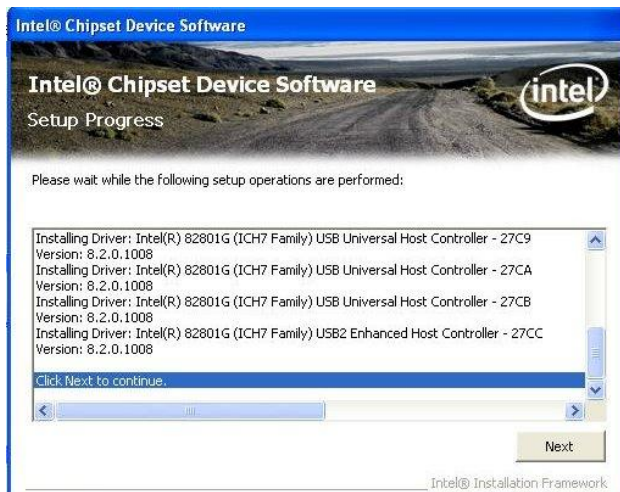 Intel® Chipset Device Software
Intel® Chipset Device Software
intel
Setup Progress
Please wait while the following setup operations are performed:
Installing Driver: Intel(R) 82801G (ICH7 Family) USB Universal Host Controller - 27C9
Version: 8.2.0.1008
Installing Driver: Intel(R) 82801G (ICH7 Family) USB Universal Host Controller - 27CA
Version: 8.2.0.1008
Installing Driver: Intel(R) 82801G (ICH7 Family) USB Universal Host Controller - 27CB
Version: 8.2.0.1008
Installing Driver: Intel(R) 82801G (ICH7 Family) USB2 Enhanced Host Controller - 27CC
Version: 8.2.0.1008
Click Next to continue.
Next
Intel® Installation Framework